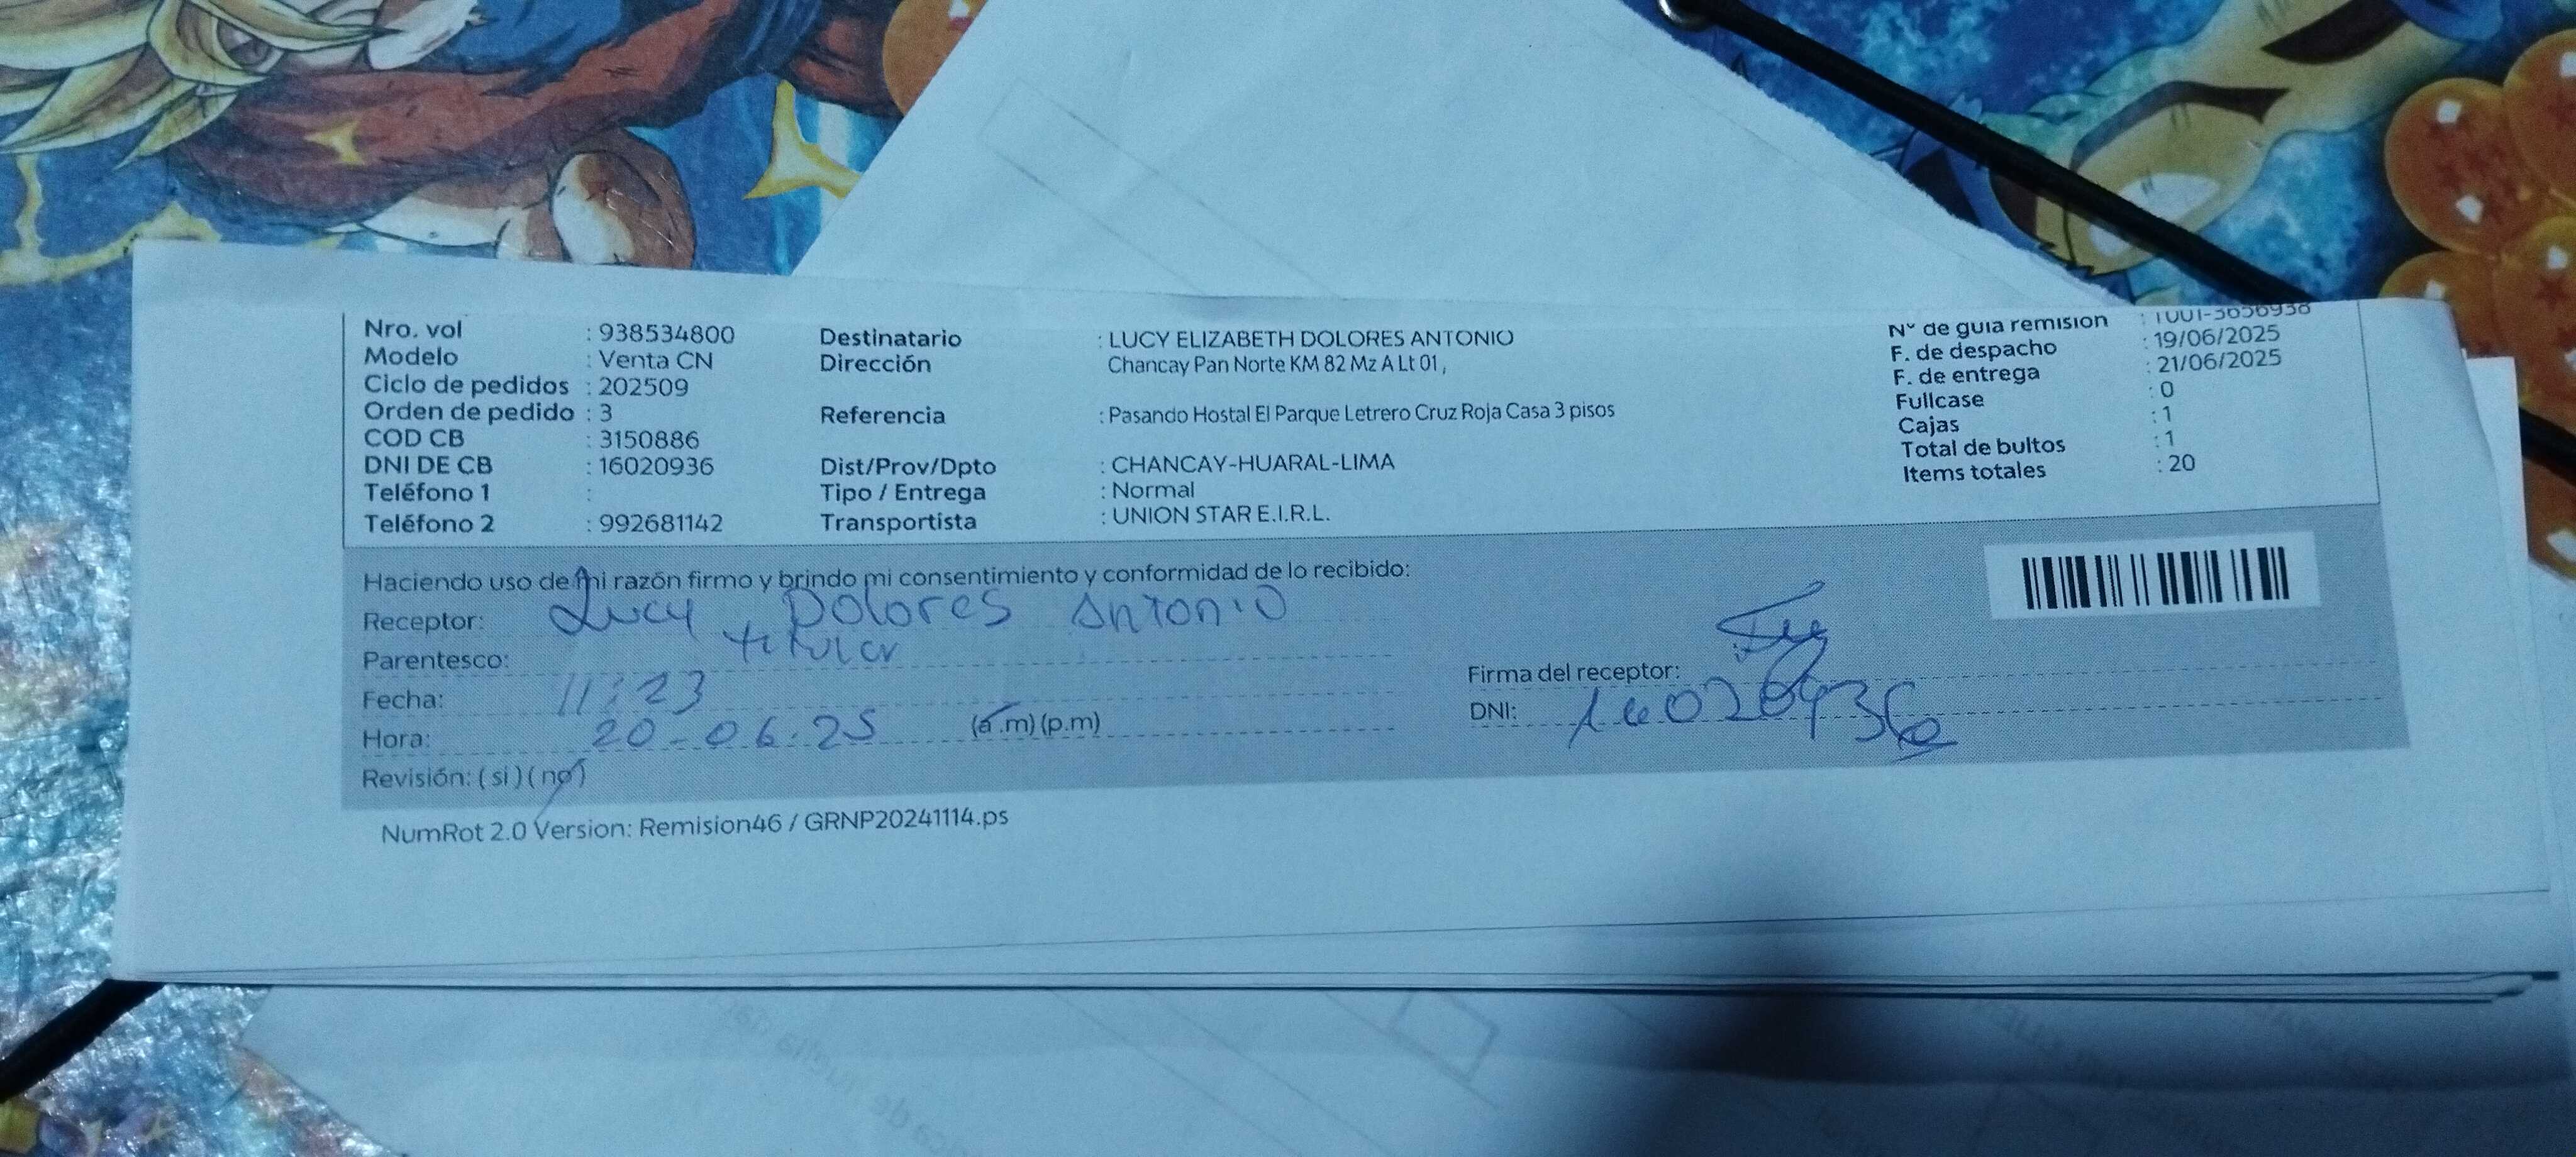 Nro. vol : 938534800
Modelo : Venta CN
Ciclo de pedidos : 202509
Orden de pedido : 3
COD CB : 3150886
DNI DE CB : 16020936
Teléfono 1 :
Teléfono 2 : 992681142
Destinatario : LUCY ELIZABETH DOLORES ANTONIO
Dirección Chancay Pan Norte KM 82 Mz A Lt 01 ,
Referencia : Pasando Hostal El Parque Letrero Cruz Roja Casa 3 pisos
Dist/Prov/Dpto : CHANCAY-HUARAL-LIMA
Tipo / Entrega : Normal
Transportista : UNION STAR E.I.R.L.
N° de guia remision : T001-3656938
F. de despacho : 19/06/2025
F. de entrega : 21/06/2025
Fullcase : 0
Cajas : 1
Total de bultos : 1
Items totales : 20
Haciendo uso de mi razón firmo y brindo mi consentimiento y conformidad de lo recibido:
Receptor: Lucy Dolores Antonio
Parentesco: titular
Fecha: 11:23
Hora: 20-06-25 (a.m) (p.m)
Revisión: ( si ) ( no )
Firma del receptor:
DNI: 16020936
NumRot 2.0 Version: Remision46 / GRNP20241114.ps